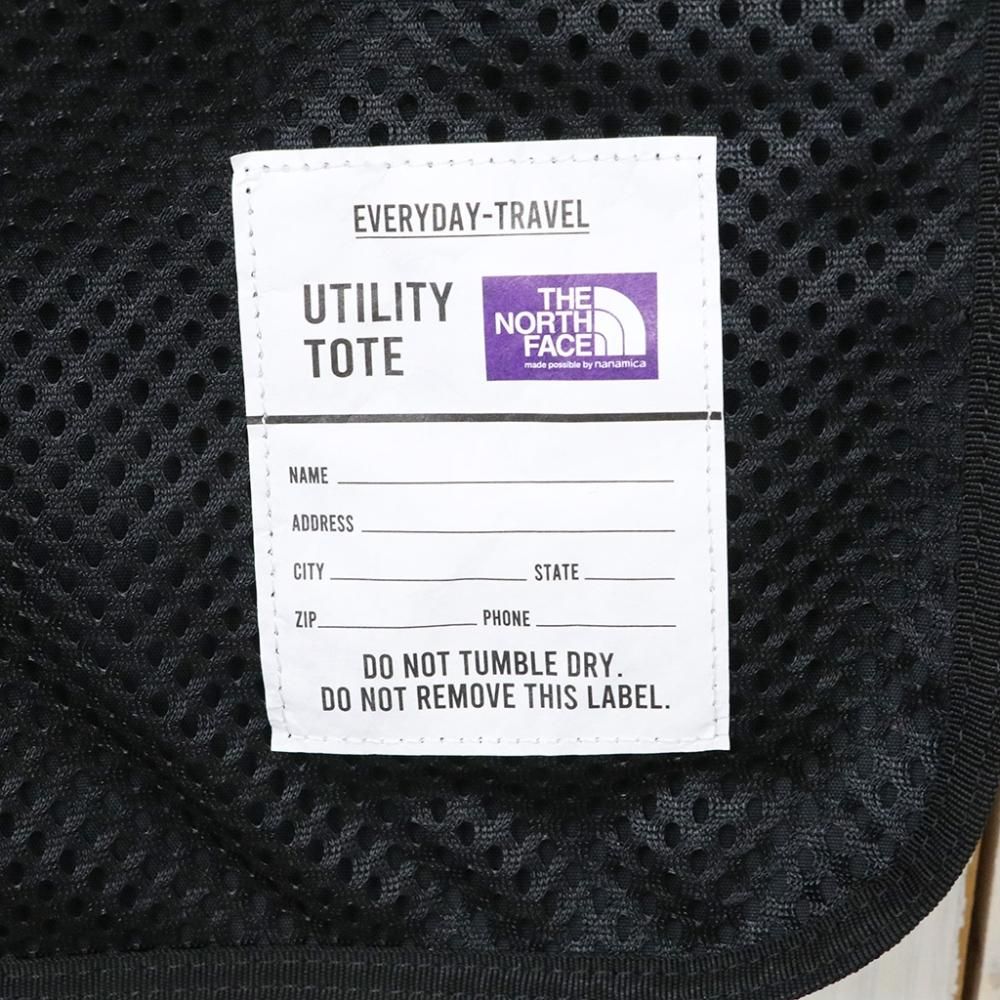 EVERYDAY-TRAVEL
UTILITY
TOTE
THE
NORTH
FACE
made possible by nanamica
NAME
ADDRESS
CITY STATE
ZIP PHONE
DO NOT TUMBLE DRY.
DO NOT REMOVE THIS LABEL.